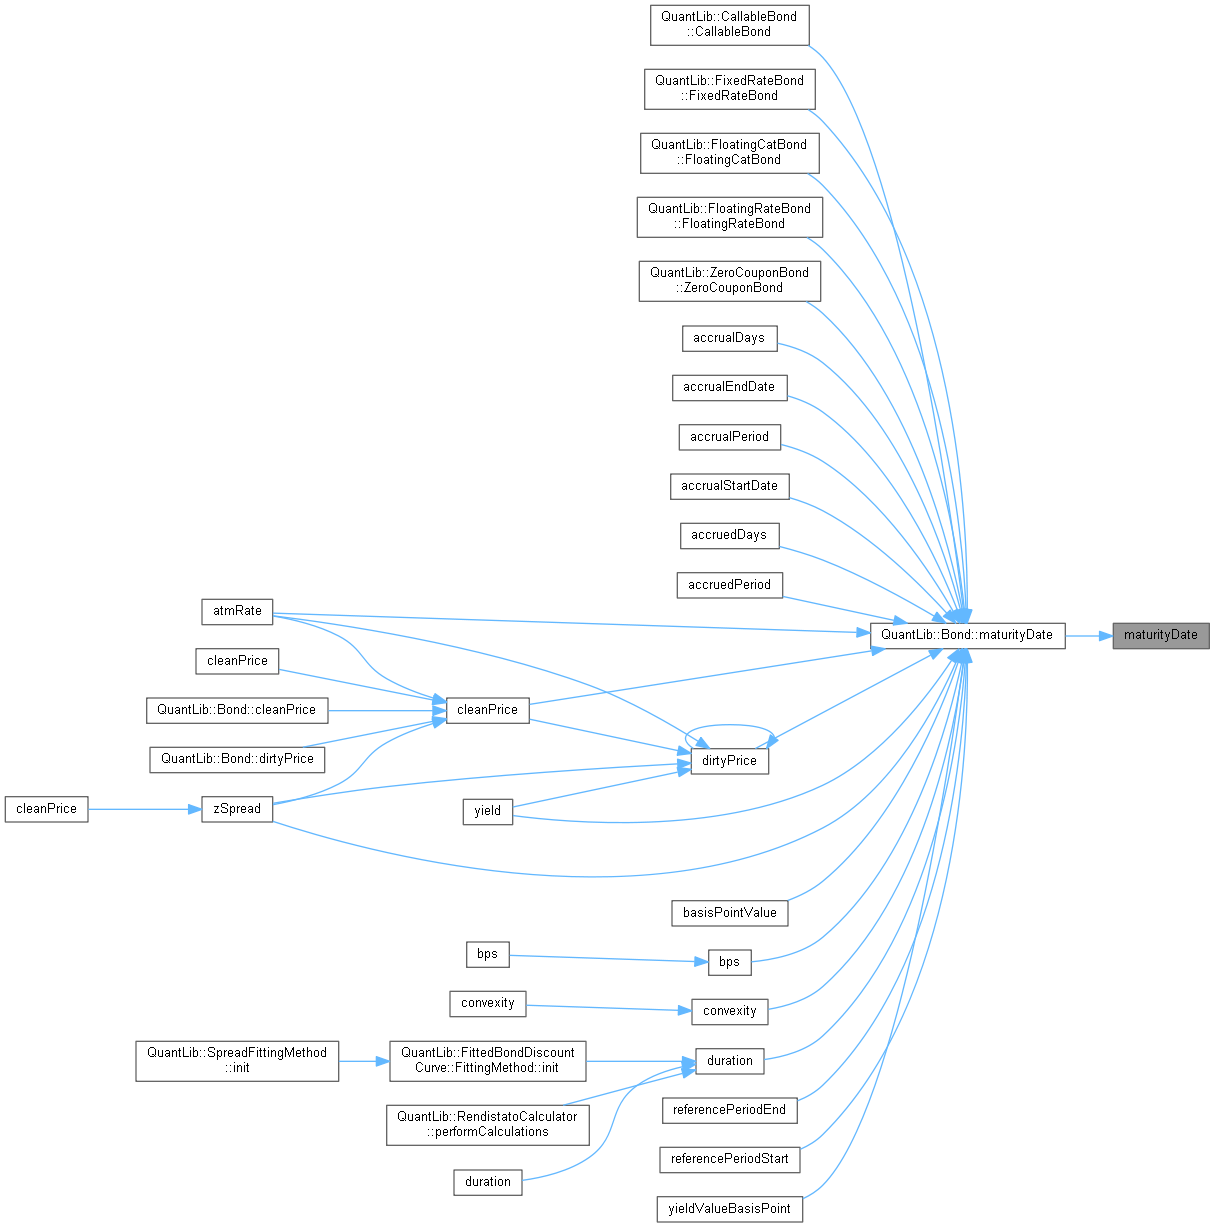 QuantLib::CallableBond
::CallableBond
QuantLib::FixedRateBond
::FixedRateBond
QuantLib::FloatingCatBond
::FloatingCatBond
QuantLib::FloatingRateBond
::FloatingRateBond
QuantLib::ZeroCouponBond
::ZeroCouponBond
accrualDays
accrualEndDate
accrualPeriod
accrualStartDate
accruedDays
accruedPeriod
atmRate
QuantLib::Bond::maturityDate
maturityDate
cleanPrice
QuantLib::Bond::cleanPrice
cleanPrice
QuantLib::Bond::dirtyPrice
dirtyPrice
cleanPrice
zSpread
yield
basisPointValue
bps
bps
convexity
convexity
QuantLib::SpreadFittingMethod
::init
QuantLib::FittedBondDiscount
Curve::FittingMethod::init
duration
QuantLib::RendistatoCalculator
::performCalculations
referencePeriodEnd
referencePeriodStart
duration
yieldValueBasisPoint